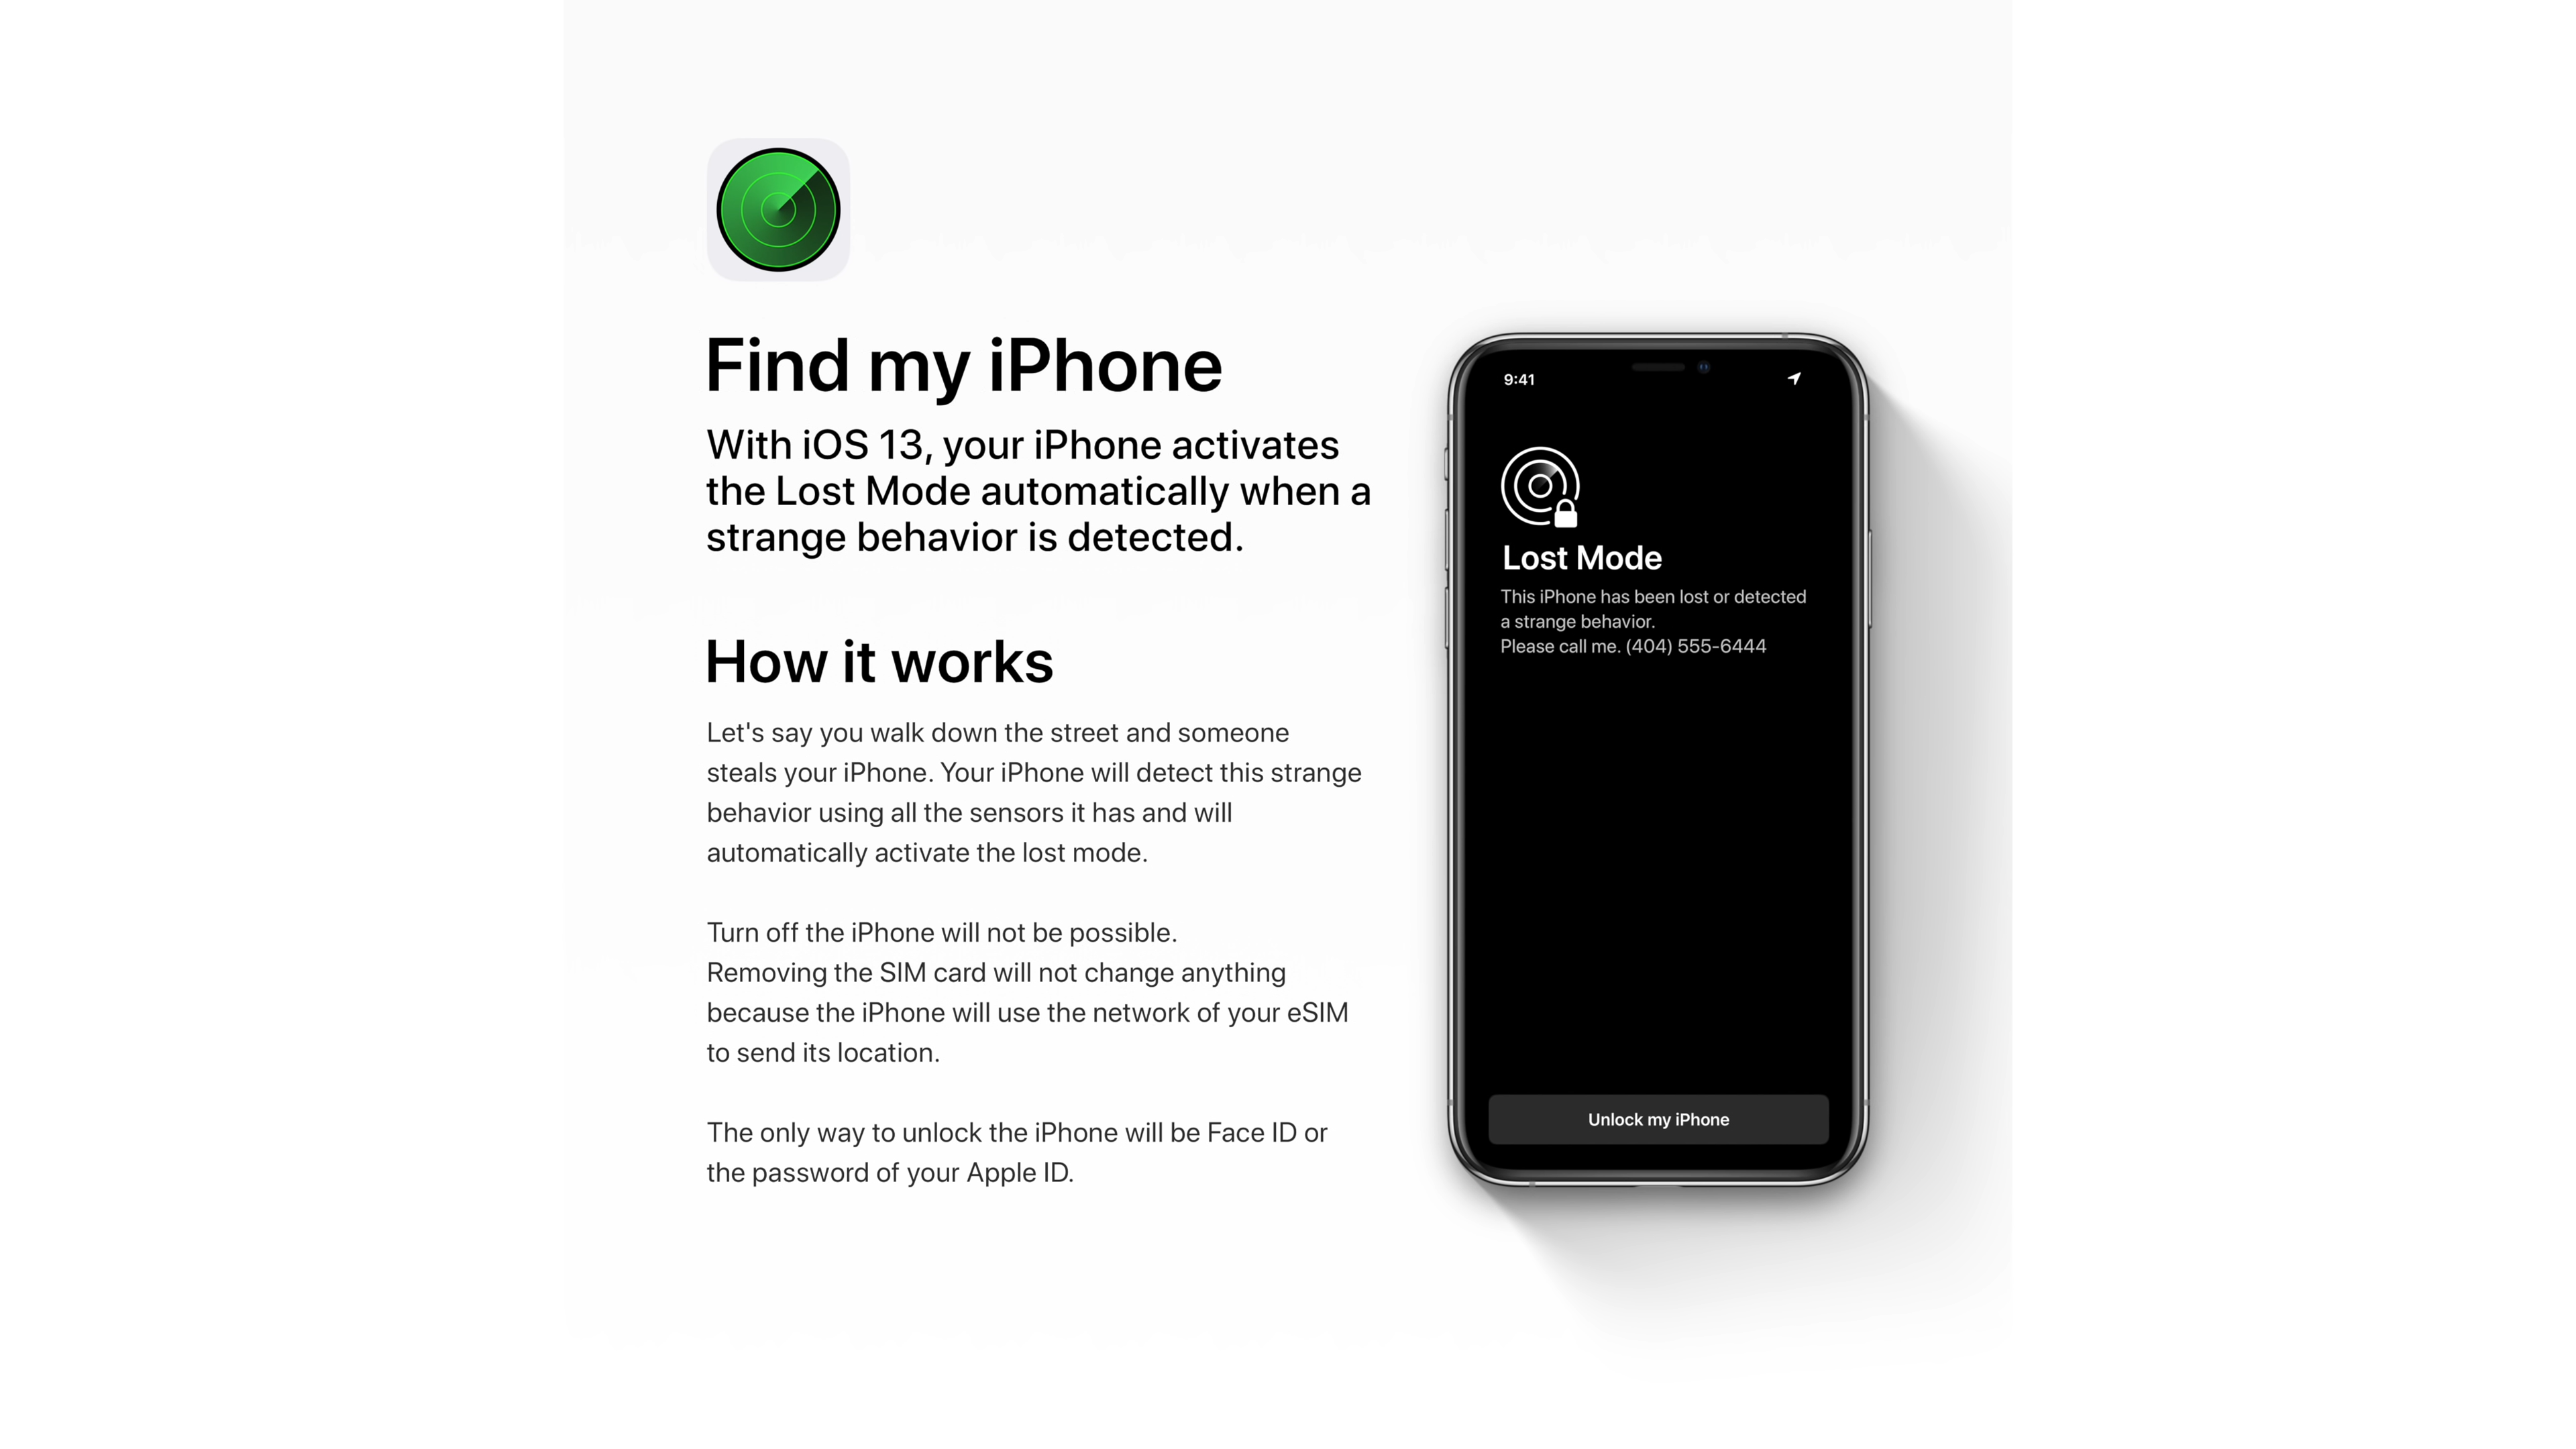 Find my iPhone
With iOS 13, your iPhone activates
the Lost Mode automatically when a
strange behavior is detected.
How it works
Let's say you walk down the street and someone
steals your iPhone. Your iPhone will detect this strange
behavior using all the sensors it has and will
automatically activate the lost mode.
Turn off the iPhone will not be possible.
Removing the SIM card will not change anything
because the iPhone will use the network of your eSIM
to send its location.
The only way to unlock the iPhone will be Face ID or
the password of your Apple ID.
9:41
Lost Mode
This iPhone has been lost or detected
a strange behavior.
Please call me. (404) 555-6444
Unlock my iPhone